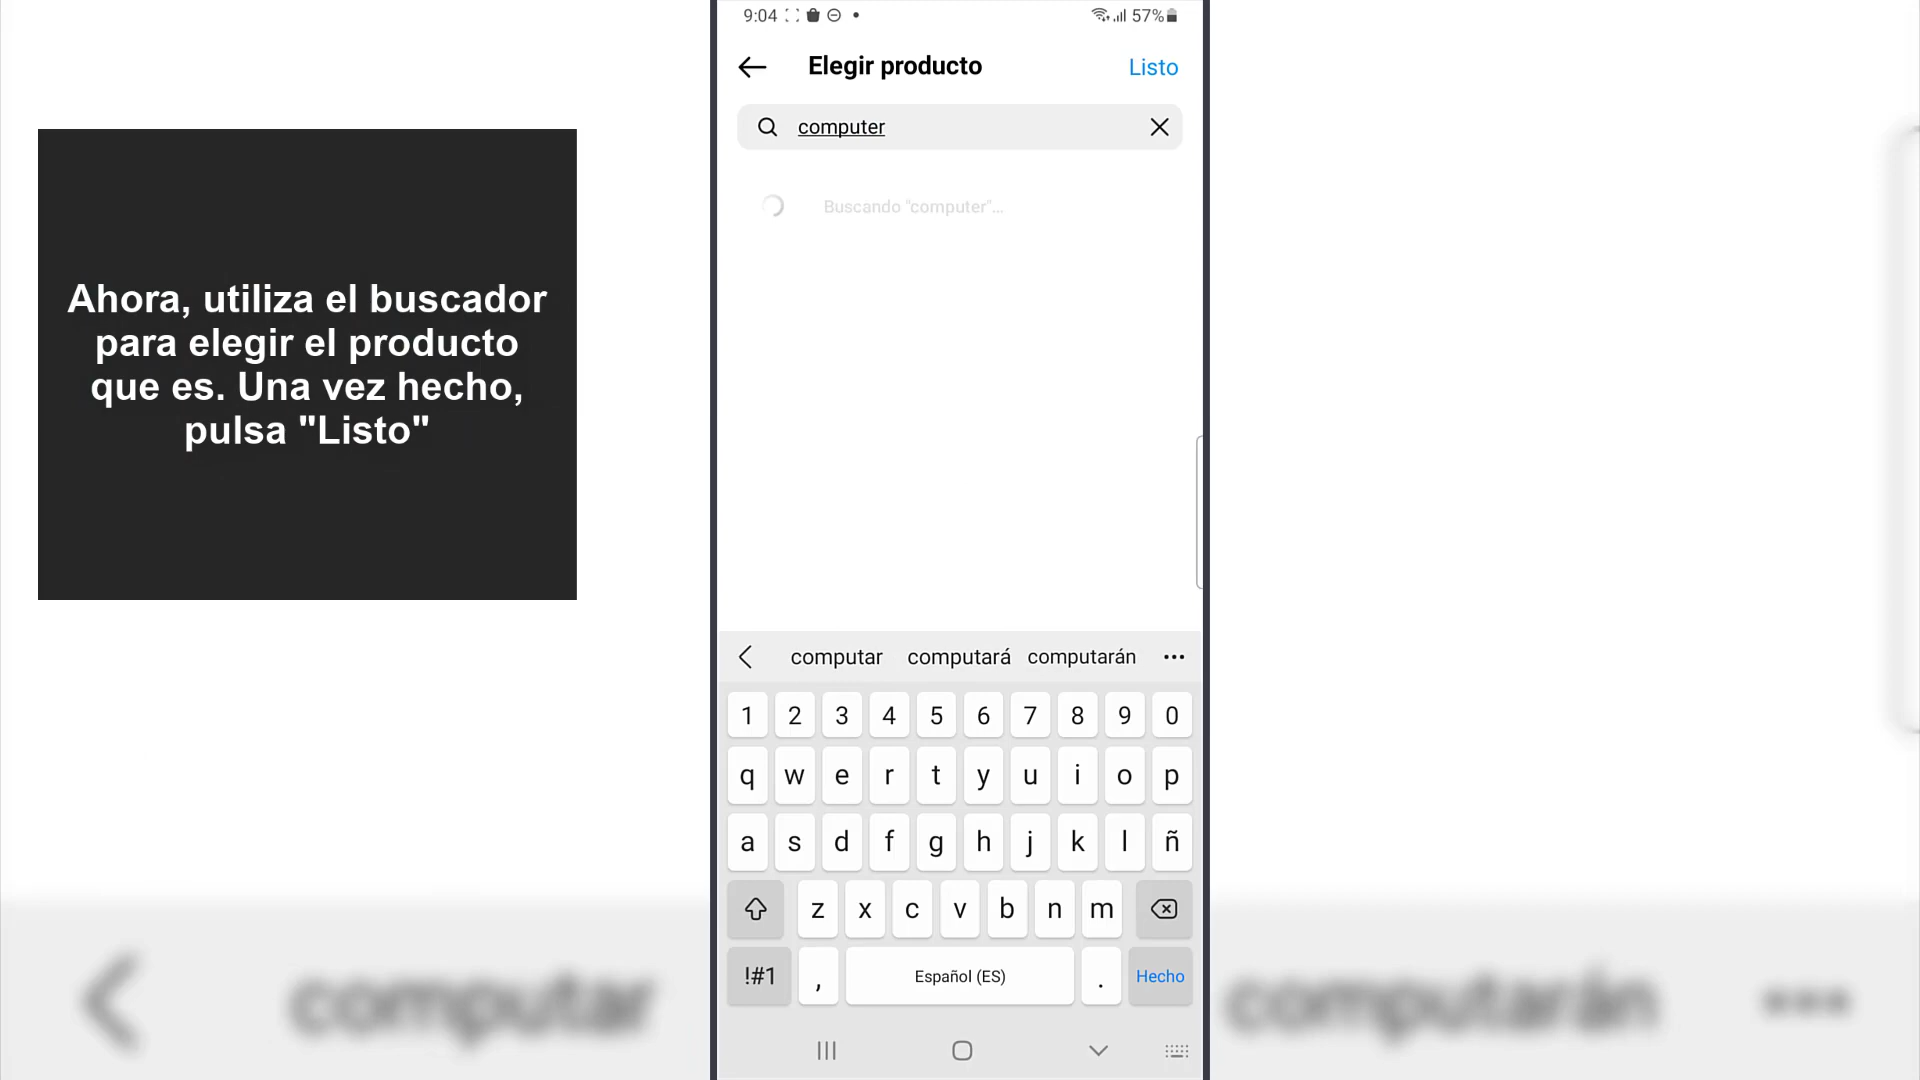 9:04
57%
Elegir producto
Listo
computer
Buscando "computer"...
Ahora, utiliza el buscador
para elegir el producto
que es. Una vez hecho,
pulsa "Listo"
computar computará computarán
1 2 3 4 5 6 7 8 9 0
q w e r t y u i o p
a s d f g h j k l ñ
z x c v b n m
!#1 , Español (ES) . Hecho
computar computarán